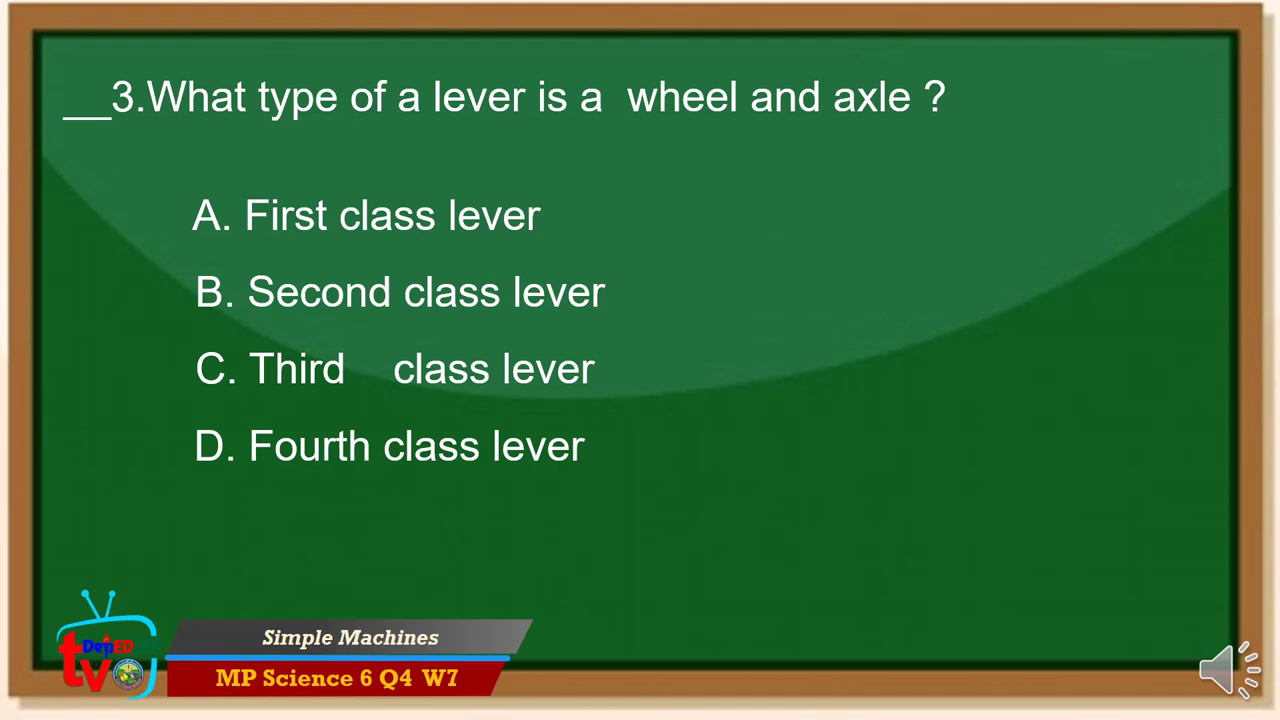 __3.What type of a lever is a wheel and axle ?
A. First class lever
B. Second class lever
C. Third class lever
D. Fourth class lever
DepED
tv
Simple Machines
MP Science 6 Q4 W7